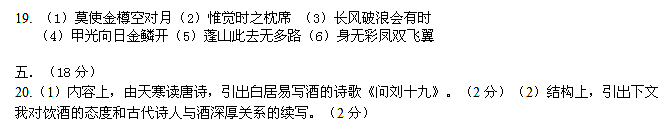 19. （1）莫使金樽空对月（2）惟觉时之枕席 （3）长风破浪会有时
（4）甲光向日金鳞开（5）蓬山此去无多路（6）身无彩凤双飞翼
五．（18分）
20.（1）内容上，由天寒读唐诗，引出白居易写酒的诗歌《问刘十九》。（2分）（2）结构上，引出下文
我对饮酒的态度和古代诗人与酒深厚关系的续写。（2分）